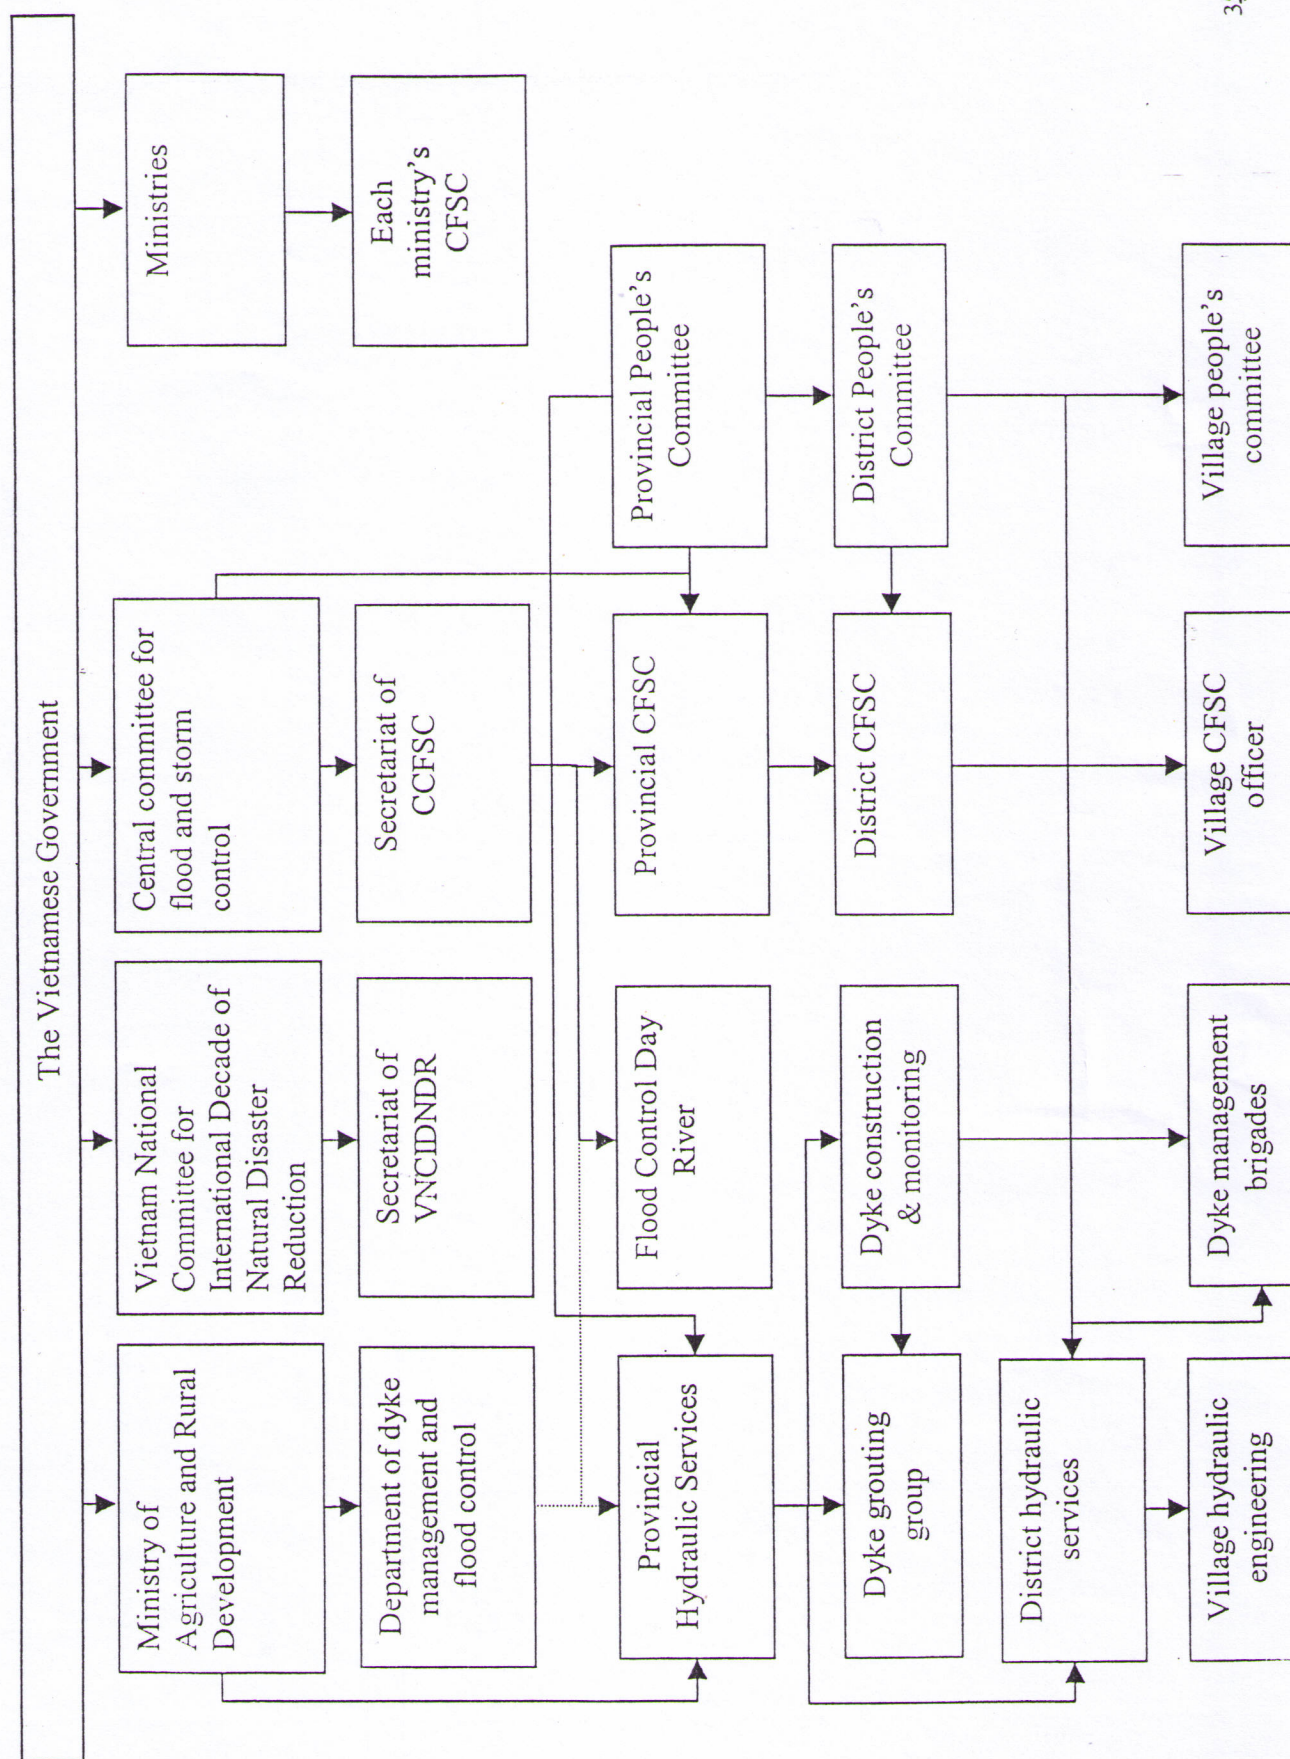 The Vietnamese Government
Ministry of
Agriculture and Rural
Development
Vietnam National
Committee for
International Decade of
Natural Disaster
Reduction
Central committee for
flood and storm
control
Ministries
Department of dyke
management and
flood control
Secretariat of
VNCIDNDR
Secretariat of
CCFSC
Each
ministry's
CFSC
Provincial
Hydraulic Services
Flood Control Day
River
Provincial CFSC
Provincial People's
Committee
Dyke grouting
group
Dyke construction
& monitoring
District CFSC
District People's
Committee
District hydraulic
services
Village hydraulic
engineering
Dyke management
brigades
Village CFSC
officer
Village people's
committee